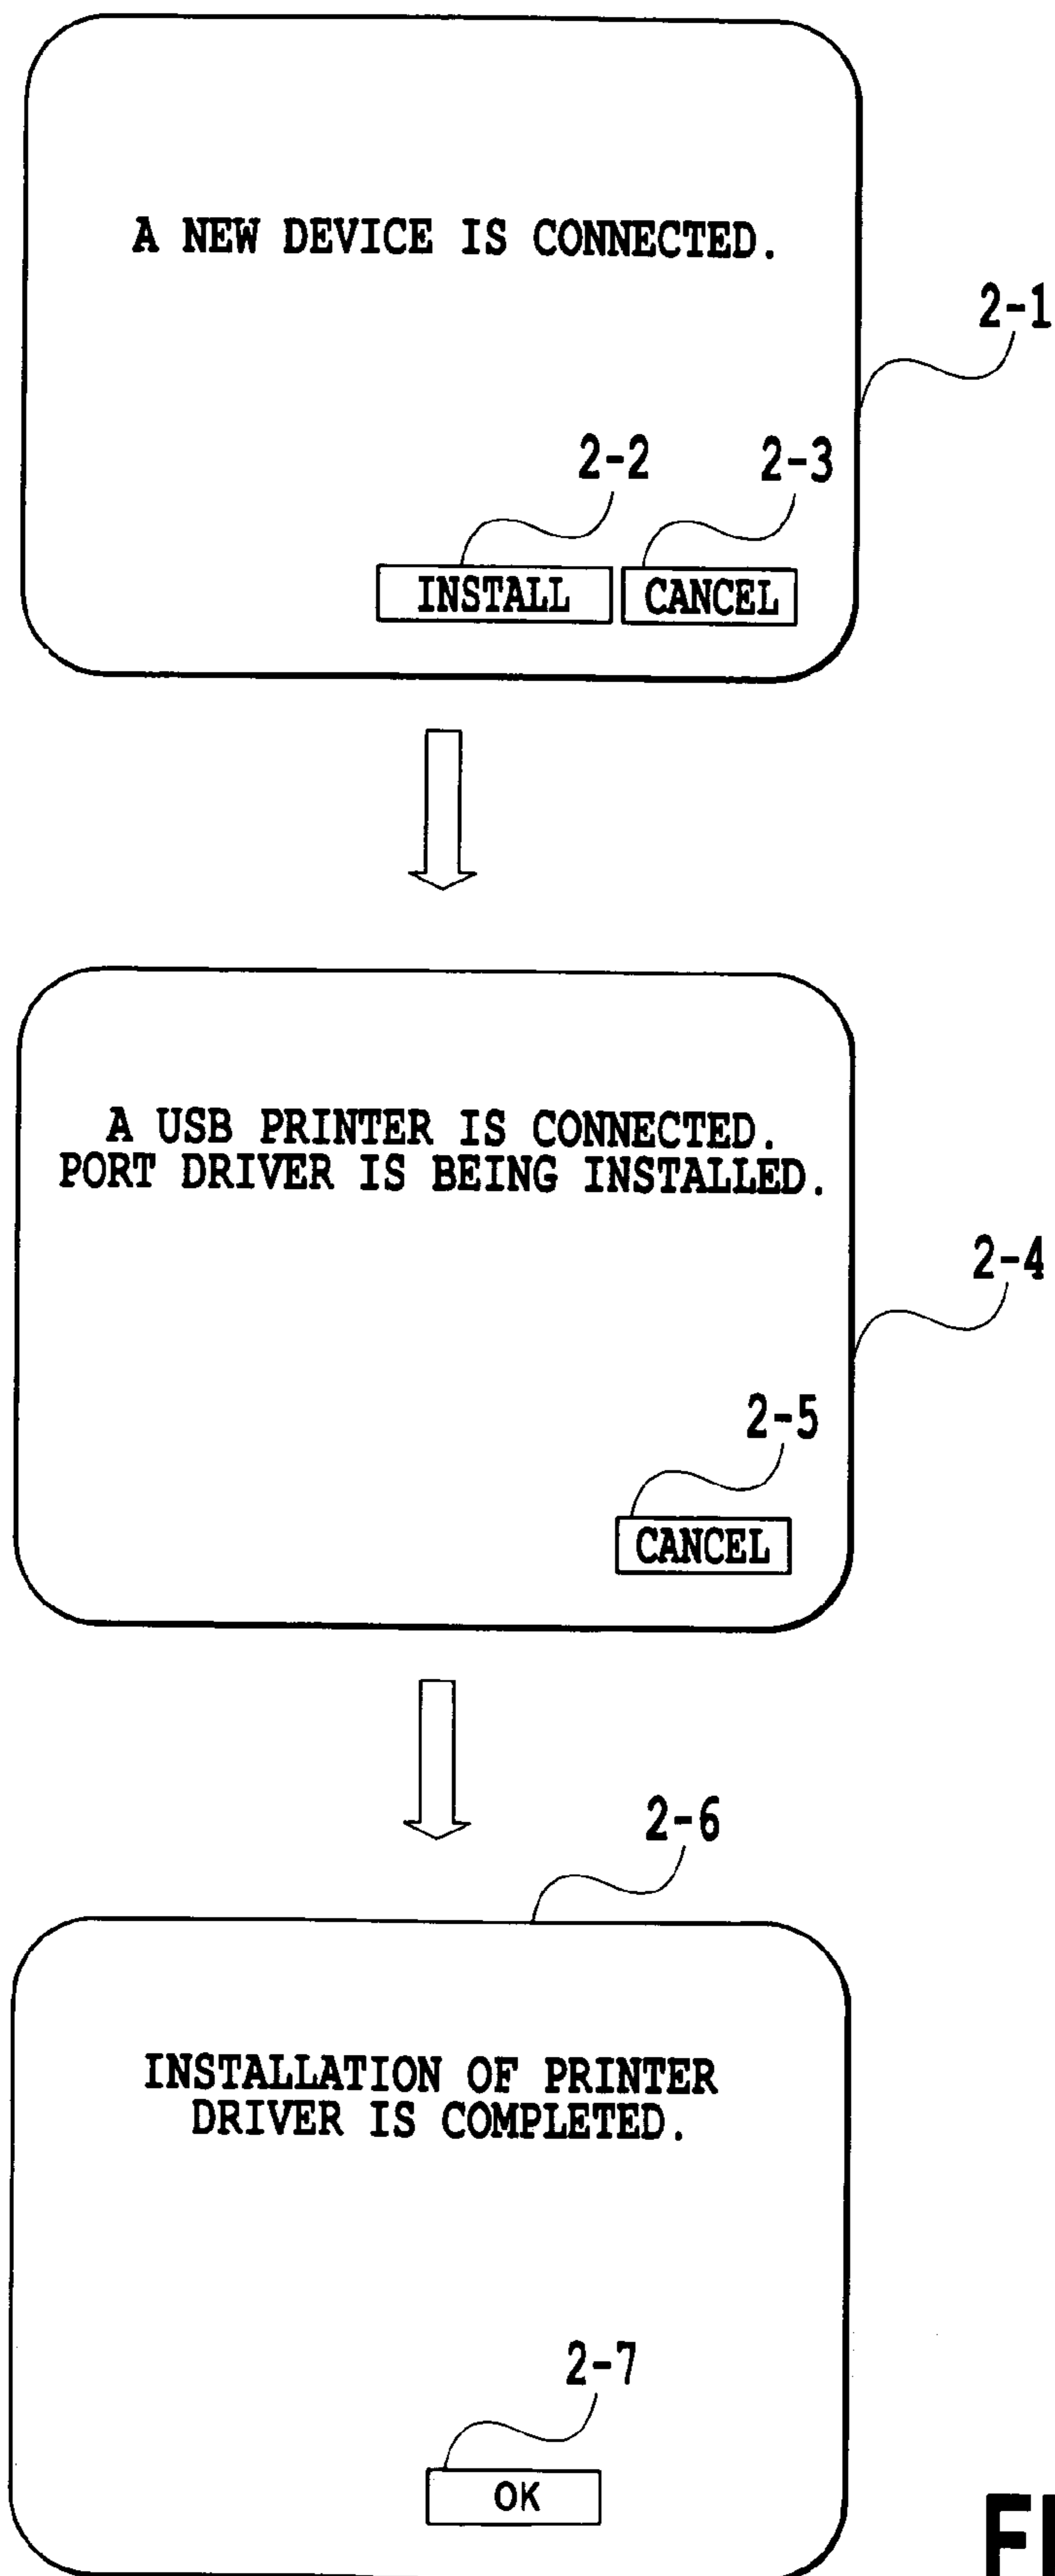 A NEW DEVICE IS CONNECTED.
2-1
2-2
2-3
INSTALL
CANCEL
A USB PRINTER IS CONNECTED.
PORT DRIVER IS BEING INSTALLED.
2-4
2-5
CANCEL
2-6
INSTALLATION OF PRINTER
DRIVER IS COMPLETED.
2-7
OK